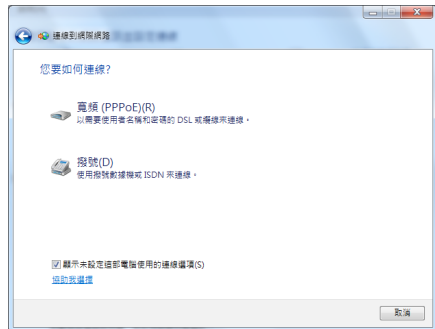 連線到網際網路
您要如何連線?
寬頻 (PPPoE)(R)
以需要使用者名稱和密碼的 DSL 或纜線來連線。
撥號(D)
使用撥號數據機或 ISDN 來連線。
顯示未設定這部電腦使用的連線選項(S)
協助我選擇
取消